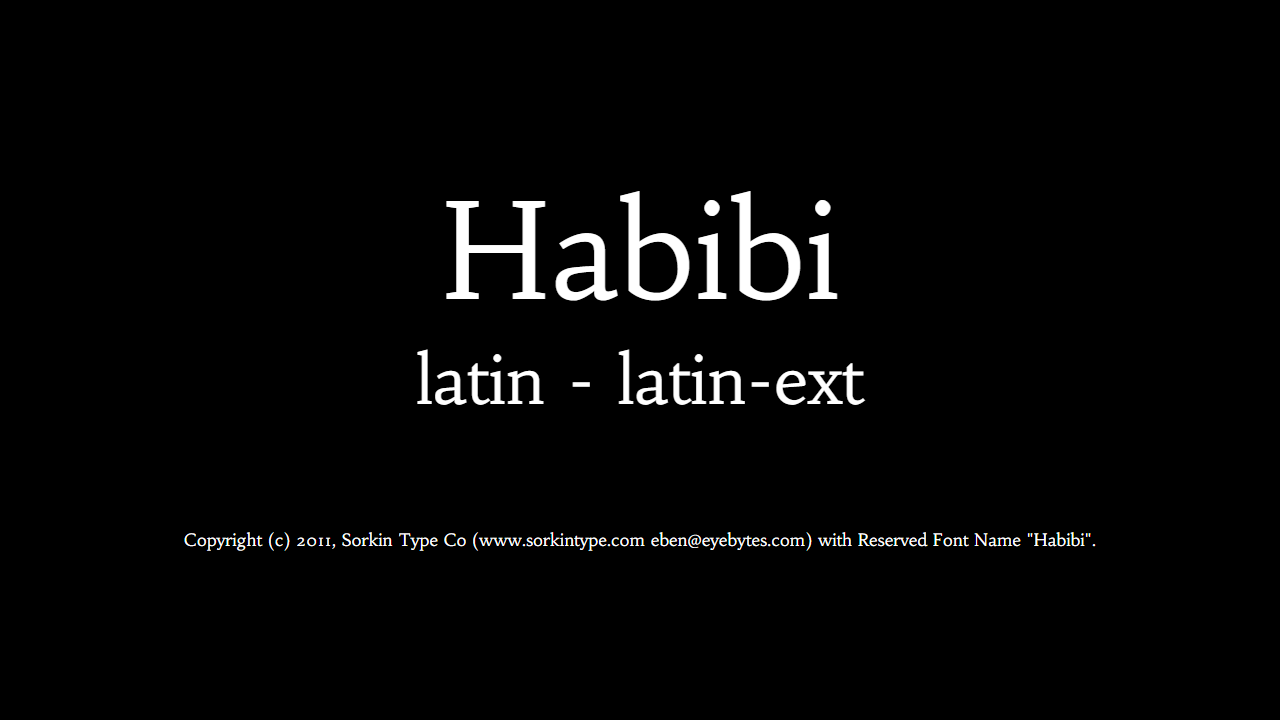 Habibi
latin - latin-ext
Copyright (c) 2011, Sorkin Type Co (www.sorkintype.com eben@eyebytes.com) with Reserved Font Name "Habibi".